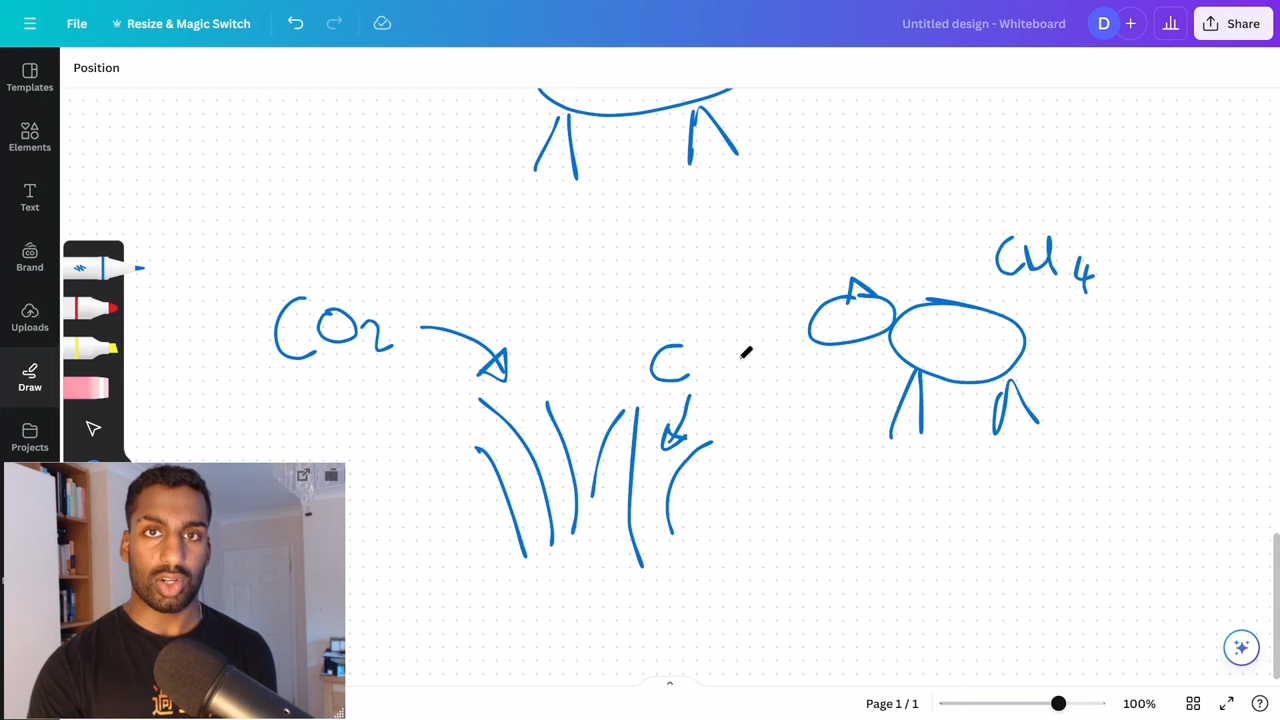 File
Resize & Magic Switch
Untitled design - Whiteboard
D
Share
Position
Templates
Elements
Text
Brand
Uploads
Draw
Projects
CO2
C
CH4
Page 1 / 1
100%